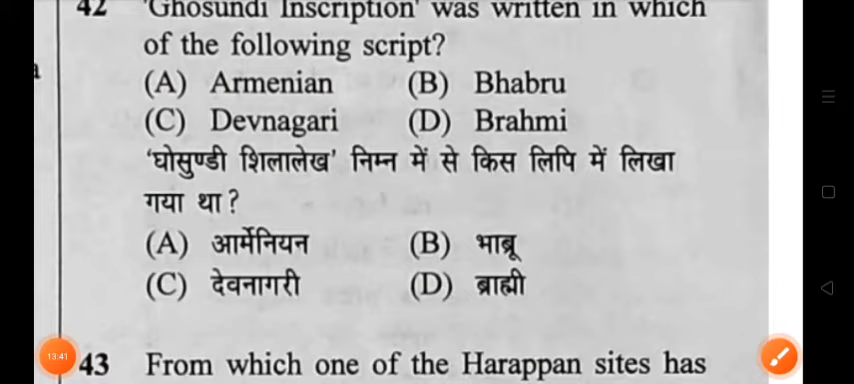 42 'Ghosundi Inscription' was written in which
of the following script?
(A) Armenian (B) Bhabru
(C) Devnagari (D) Brahmi
'घोसुण्डी शिलालेख' निम्न में से किस लिपि में लिखा
गया था ?
(A) आर्मेनियन (B) भाब्रू
(C) देवनागरी (D) ब्राह्मी
13:41
43 From which one of the Harappan sites has